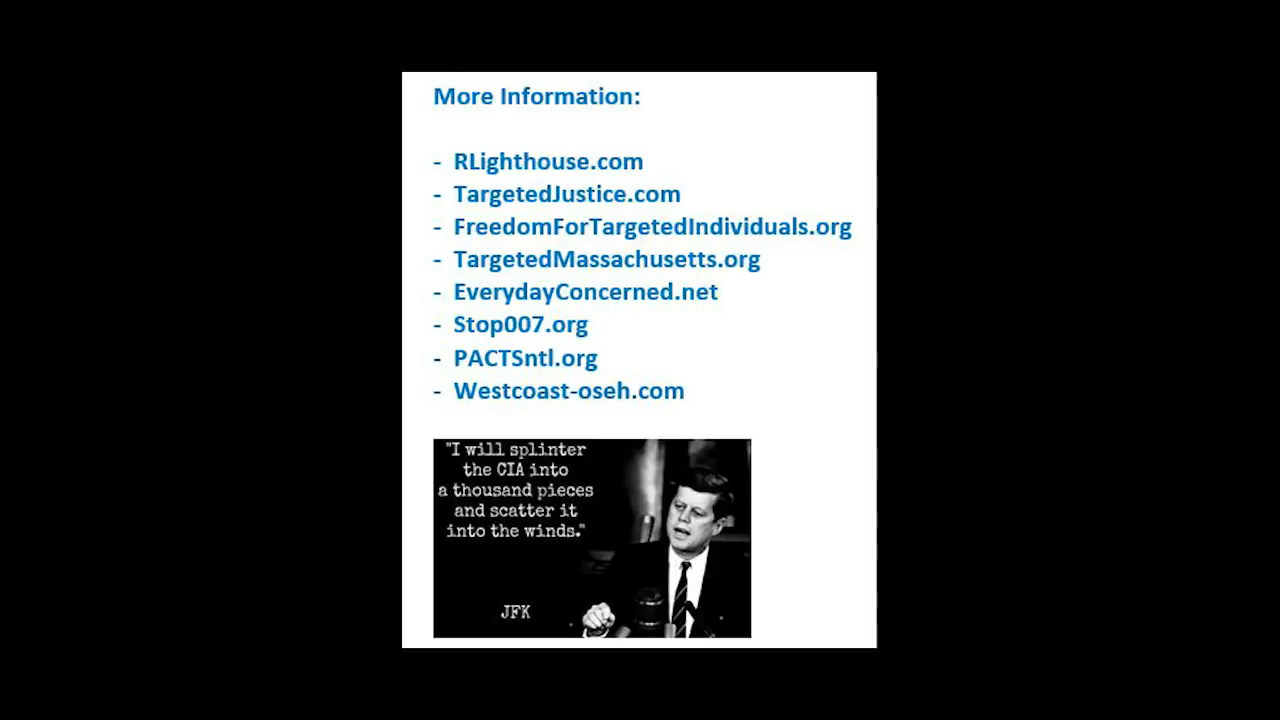 More Information:
- RLighthouse.com
- TargetedJustice.com
- FreedomForTargetedIndividuals.org
- TargetedMassachusetts.org
- EverydayConcerned.net
- Stop007.org
- PACTSntl.org
- Westcoast-oseh.com
"I will splinter
the CIA into
a thousand pieces
and scatter it
into the winds."
JFK